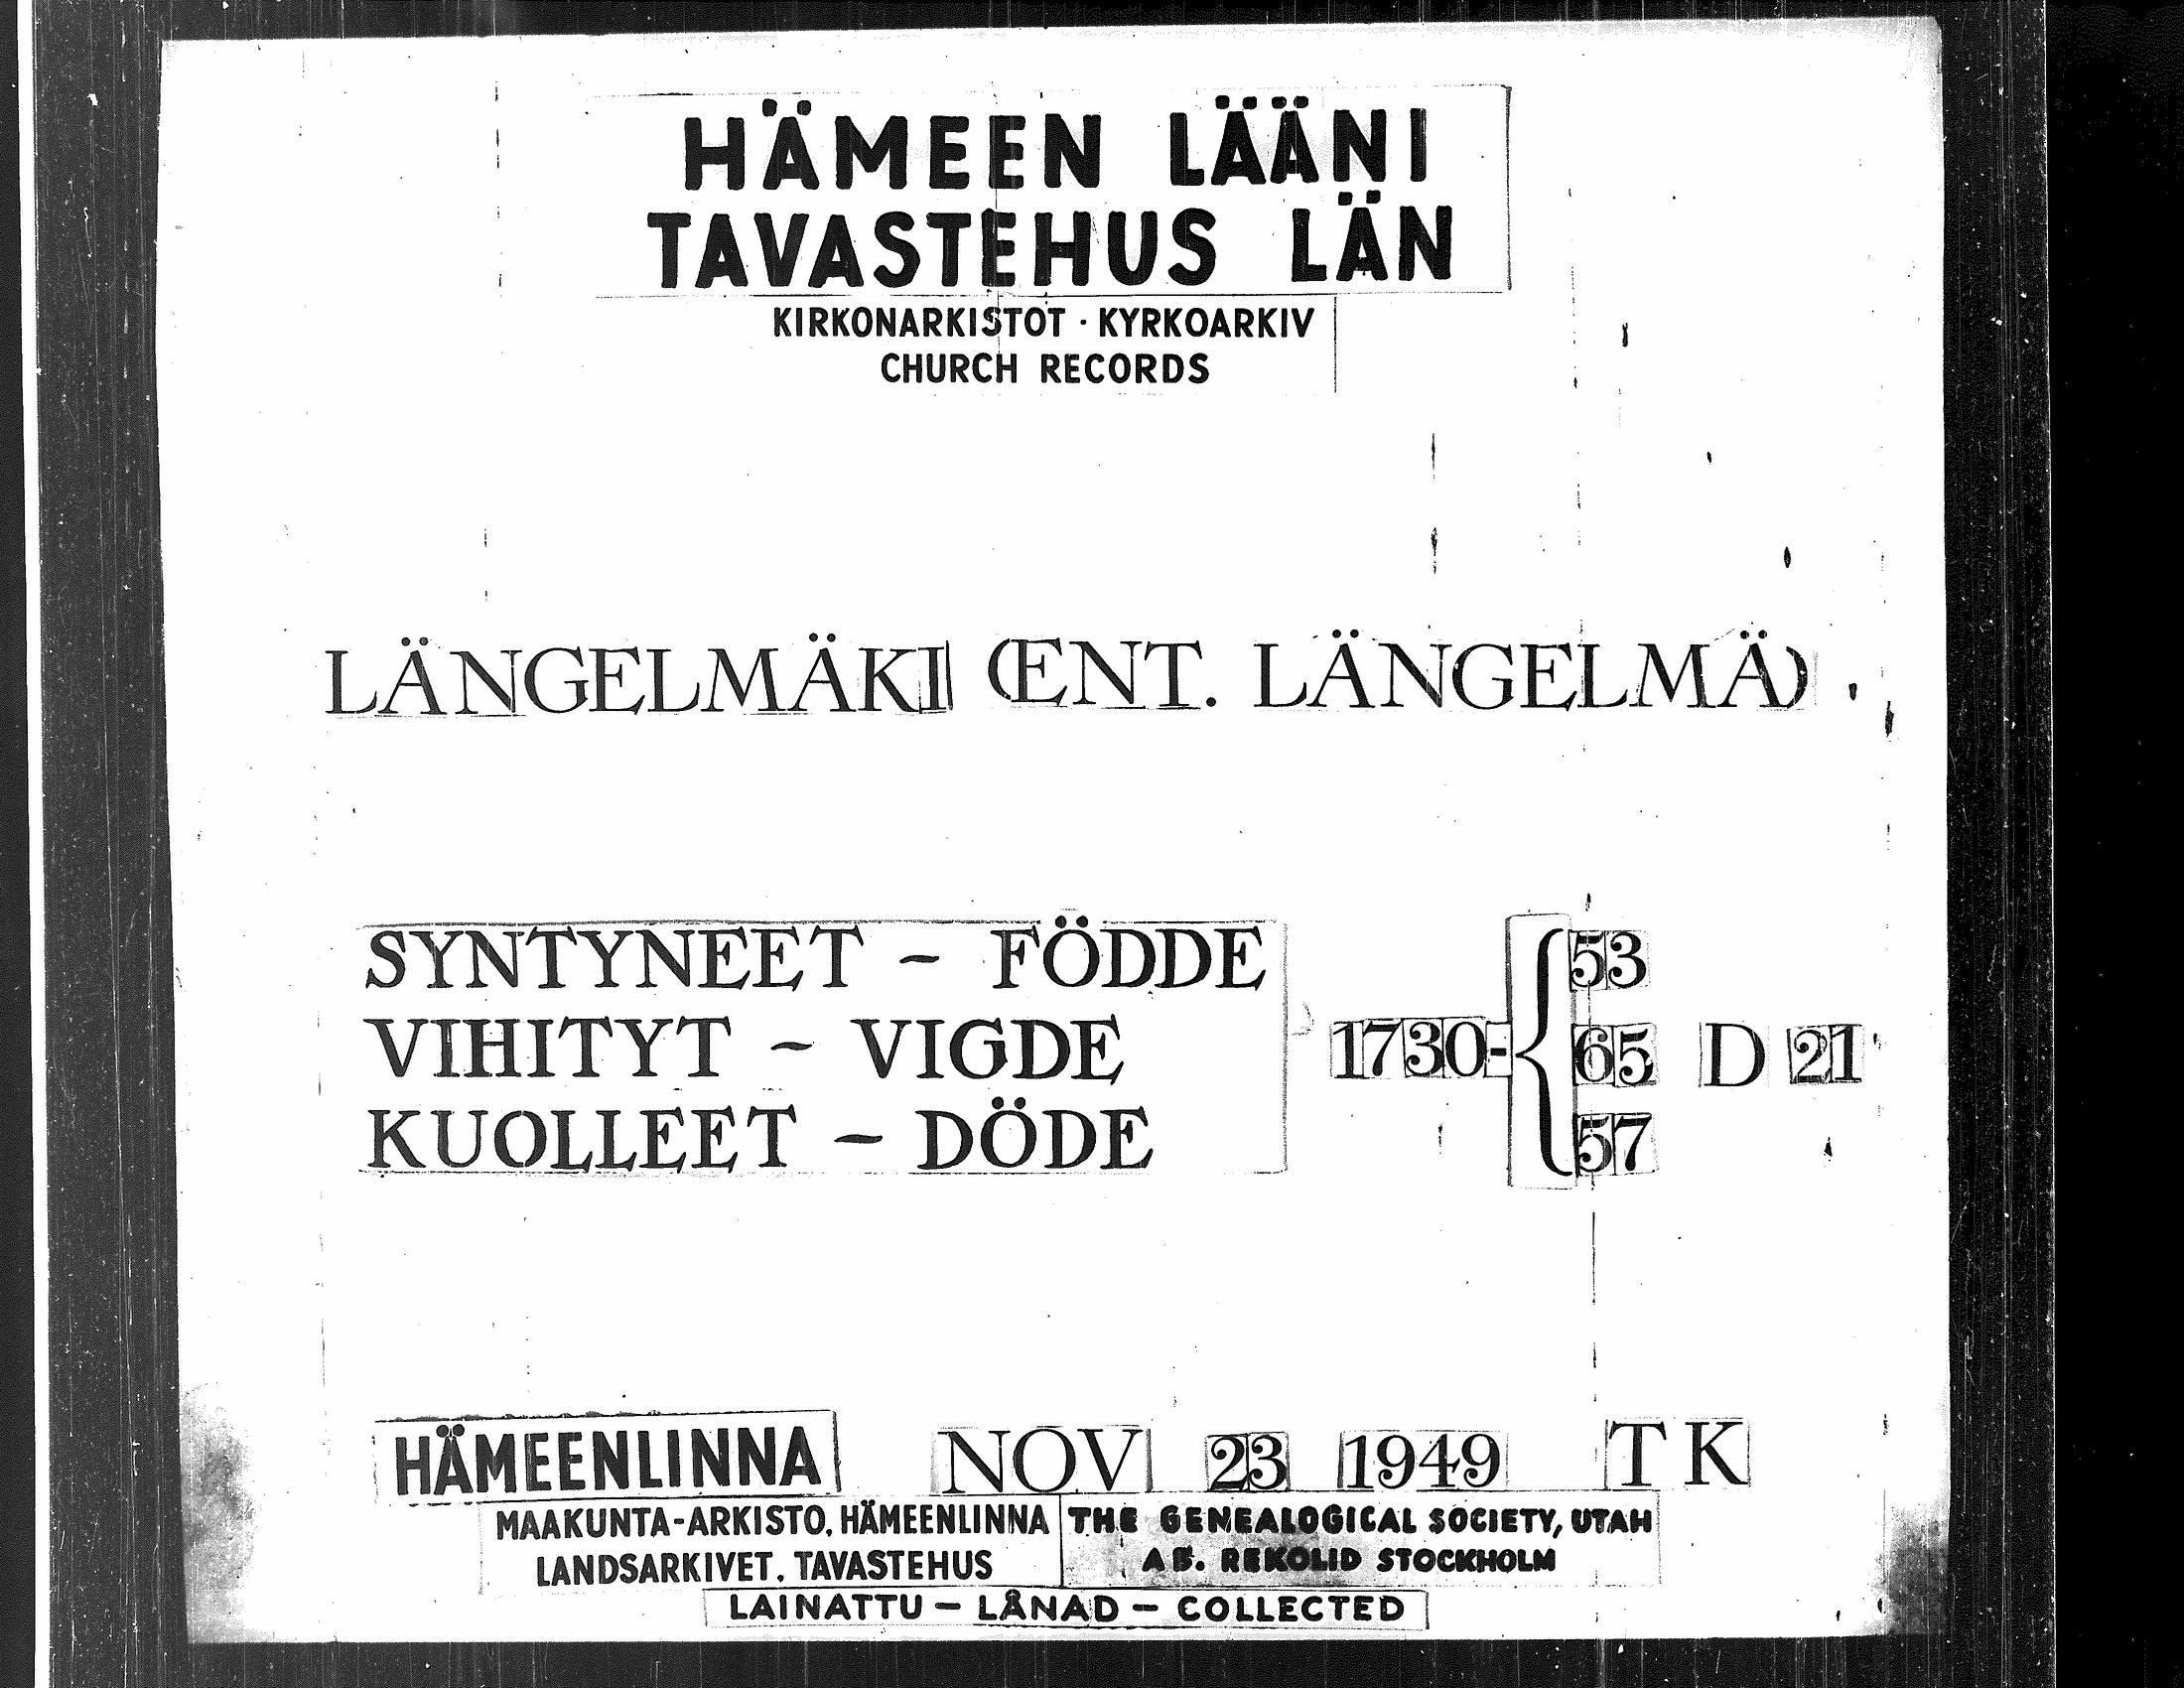 HÄMEEN LÄÄNI
TAVASTEHUS LÄN
KIRKONARKISTOT · KYRKOARKIV
CHURCH RECORDS
LÄNGELMÄKI (ENT. LÄNGELMÄ)
SYNTYNEET - FÖDDE 53
VIHITYT - VIGDE 1730- { 65 D 21
KUOLLEET - DÖDE 57
HÄMEENLINNA NOV 23 1949 T K
MAAKUNTA-ARKISTO, HÄMEENLINNA THE GENEALOGICAL SOCIETY, UTAH
LANDSARKIVET, TAVASTEHUS AB. REKOLID STOCKHOLM
LAINATTU - LÅNAD - COLLECTED